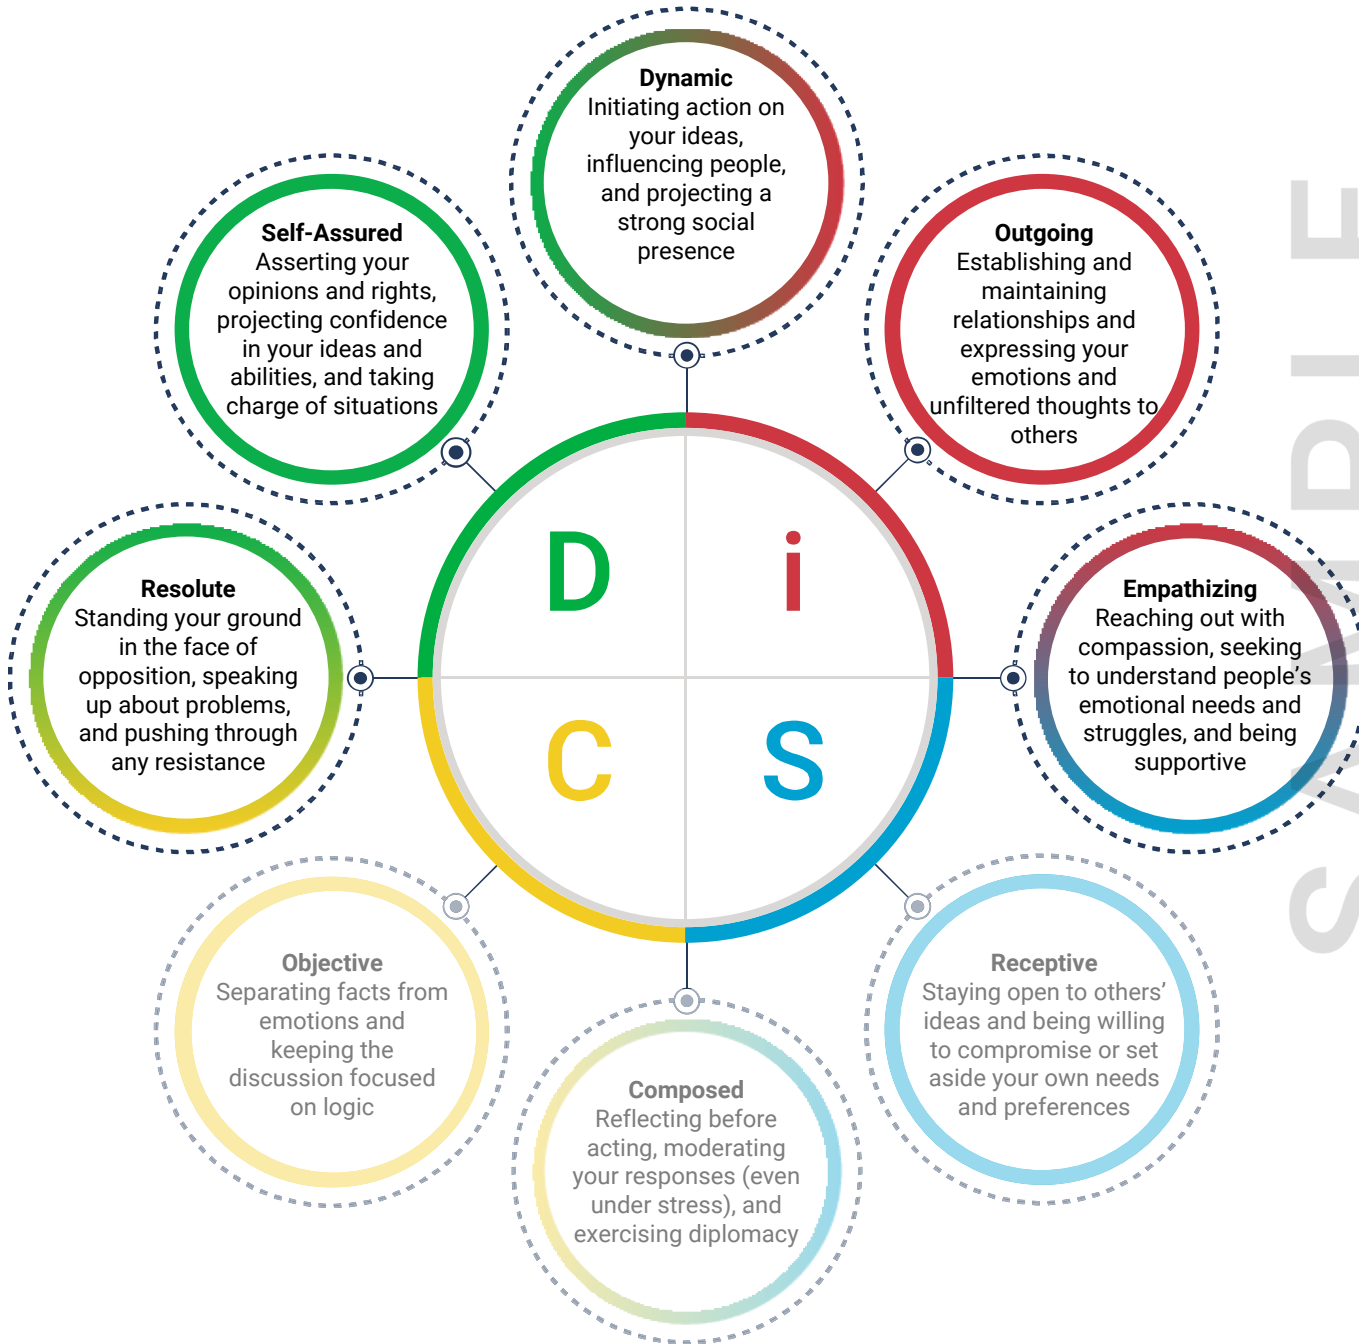 Dynamic
Initiating action on
your ideas,
influencing people,
and projecting a
strong social
presence
Self-Assured
Asserting your
opinions and rights,
projecting confidence
in your ideas and
abilities, and taking
charge of situations
Outgoing
Establishing and
maintaining
relationships and
expressing your
emotions and
unfiltered thoughts to
others
Resolute
Standing your ground
in the face of
opposition, speaking
up about problems,
and pushing through
any resistance
D
i
C
S
Empathizing
Reaching out with
compassion, seeking
to understand people's
emotional needs and
struggles, and being
supportive
Objective
Separating facts from
emotions and
keeping the
discussion focused
on logic
Composed
Reflecting before
acting, moderating
your responses (even
under stress), and
exercising diplomacy
Receptive
Staying open to others'
ideas and being willing
to compromise or set
aside your own needs
and preferences
SAMPLE